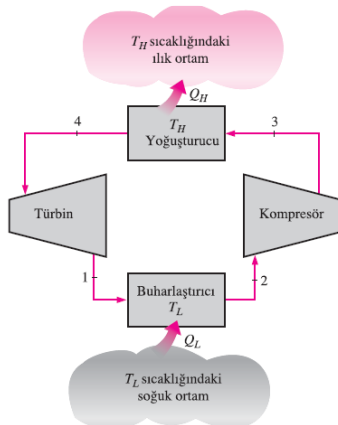 T_H sıcaklığındaki
ılık ortam
Q_H
4
3
T_H
Yoğuşturucu
Türbin
Kompresör
1
2
Buharlaştırıcı
T_L
Q_L
T_L sıcaklığındaki
soğuk ortam